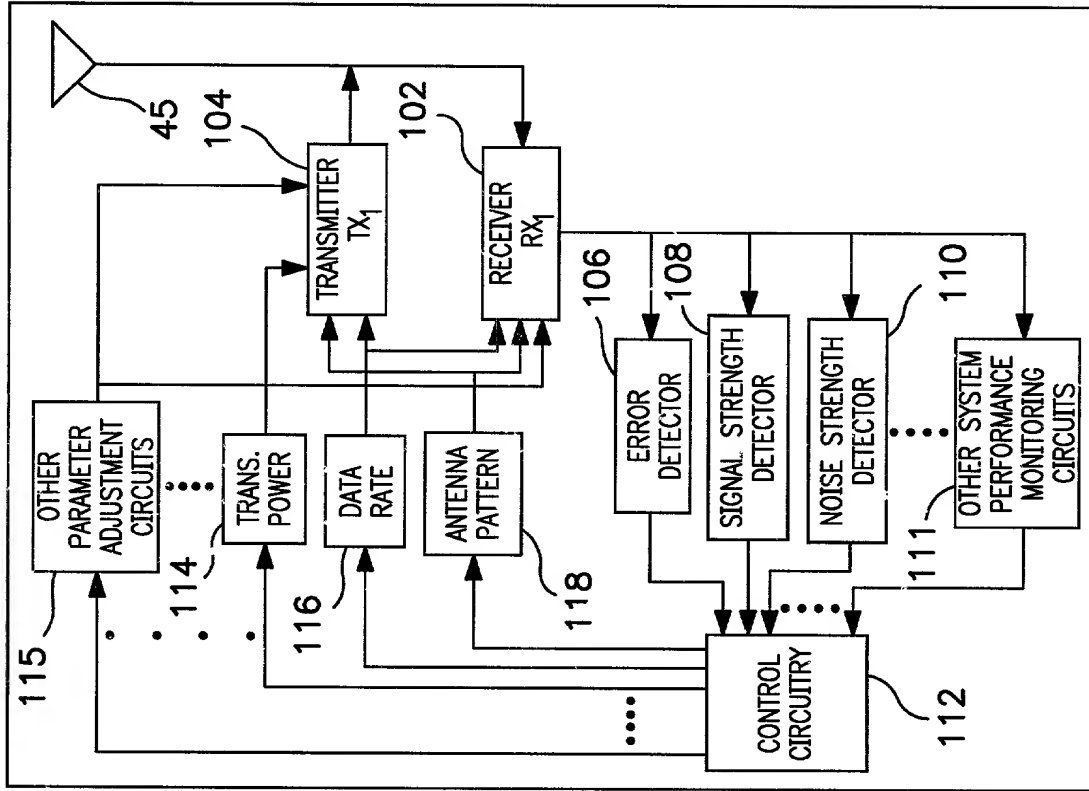 45
104
TRANSMITTER
TX1
102
RECEIVER
RX1
OTHER
PARAMETER
ADJUSTMENT
CIRCUITS
115
TRANS.
POWER
114
DATA
RATE
116
ANTENNA
PATTERN
118
106
ERROR
DETECTOR
108
SIGNAL STRENGTH
DETECTOR
110
NOISE STRENGTH
DETECTOR
OTHER SYSTEM
PERFORMANCE
MONITORING
CIRCUITS
111
CONTROL
CIRCUITRY
112